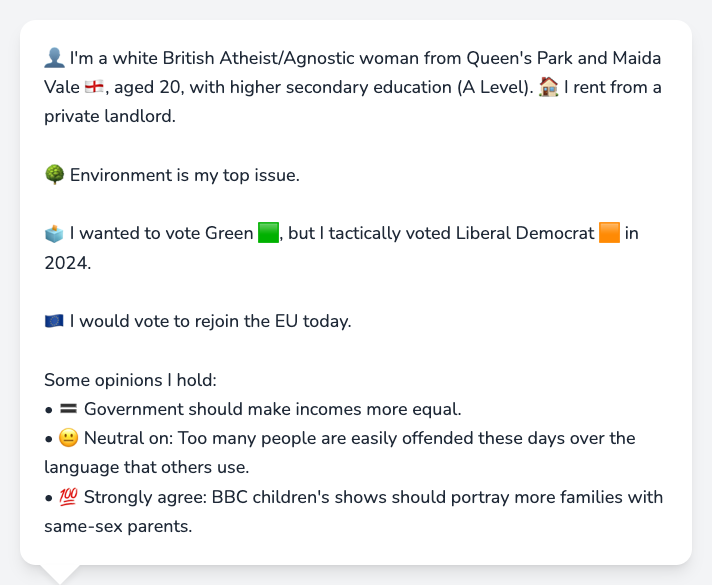 👤 I'm a white British Atheist/Agnostic woman from Queen's Park and Maida
Vale 🏴󠁧󠁢󠁥󠁮󠁧󠁿, aged 20, with higher secondary education (A Level). 🏠 I rent from a
private landlord.
🌳 Environment is my top issue.
🗳️ I wanted to vote Green 🟩, but I tactically voted Liberal Democrat 🟧 in
2024.
🇪🇺 I would vote to rejoin the EU today.
Some opinions I hold:
• 🟰 Government should make incomes more equal.
• 😐 Neutral on: Too many people are easily offended these days over the
language that others use.
• 💯 Strongly agree: BBC children's shows should portray more families with
same-sex parents.